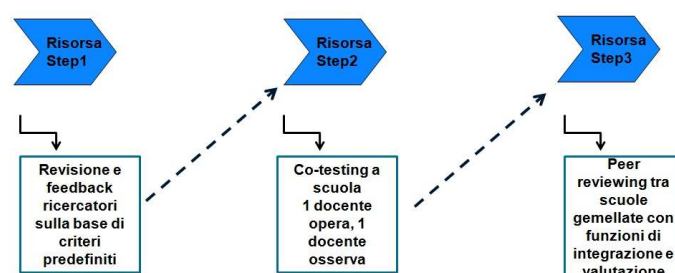 Risorsa
Step1
Risorsa
Step2
Risorsa
Step3
Revisione e
feedback
ricercatori
sulla base di
criteri
predefiniti
Co-testing a
scuola
1 docente
opera, 1
docente
osserva
Peer
reviewing tra
scuole
gemellate con
funzioni di
integrazione e
valutazione